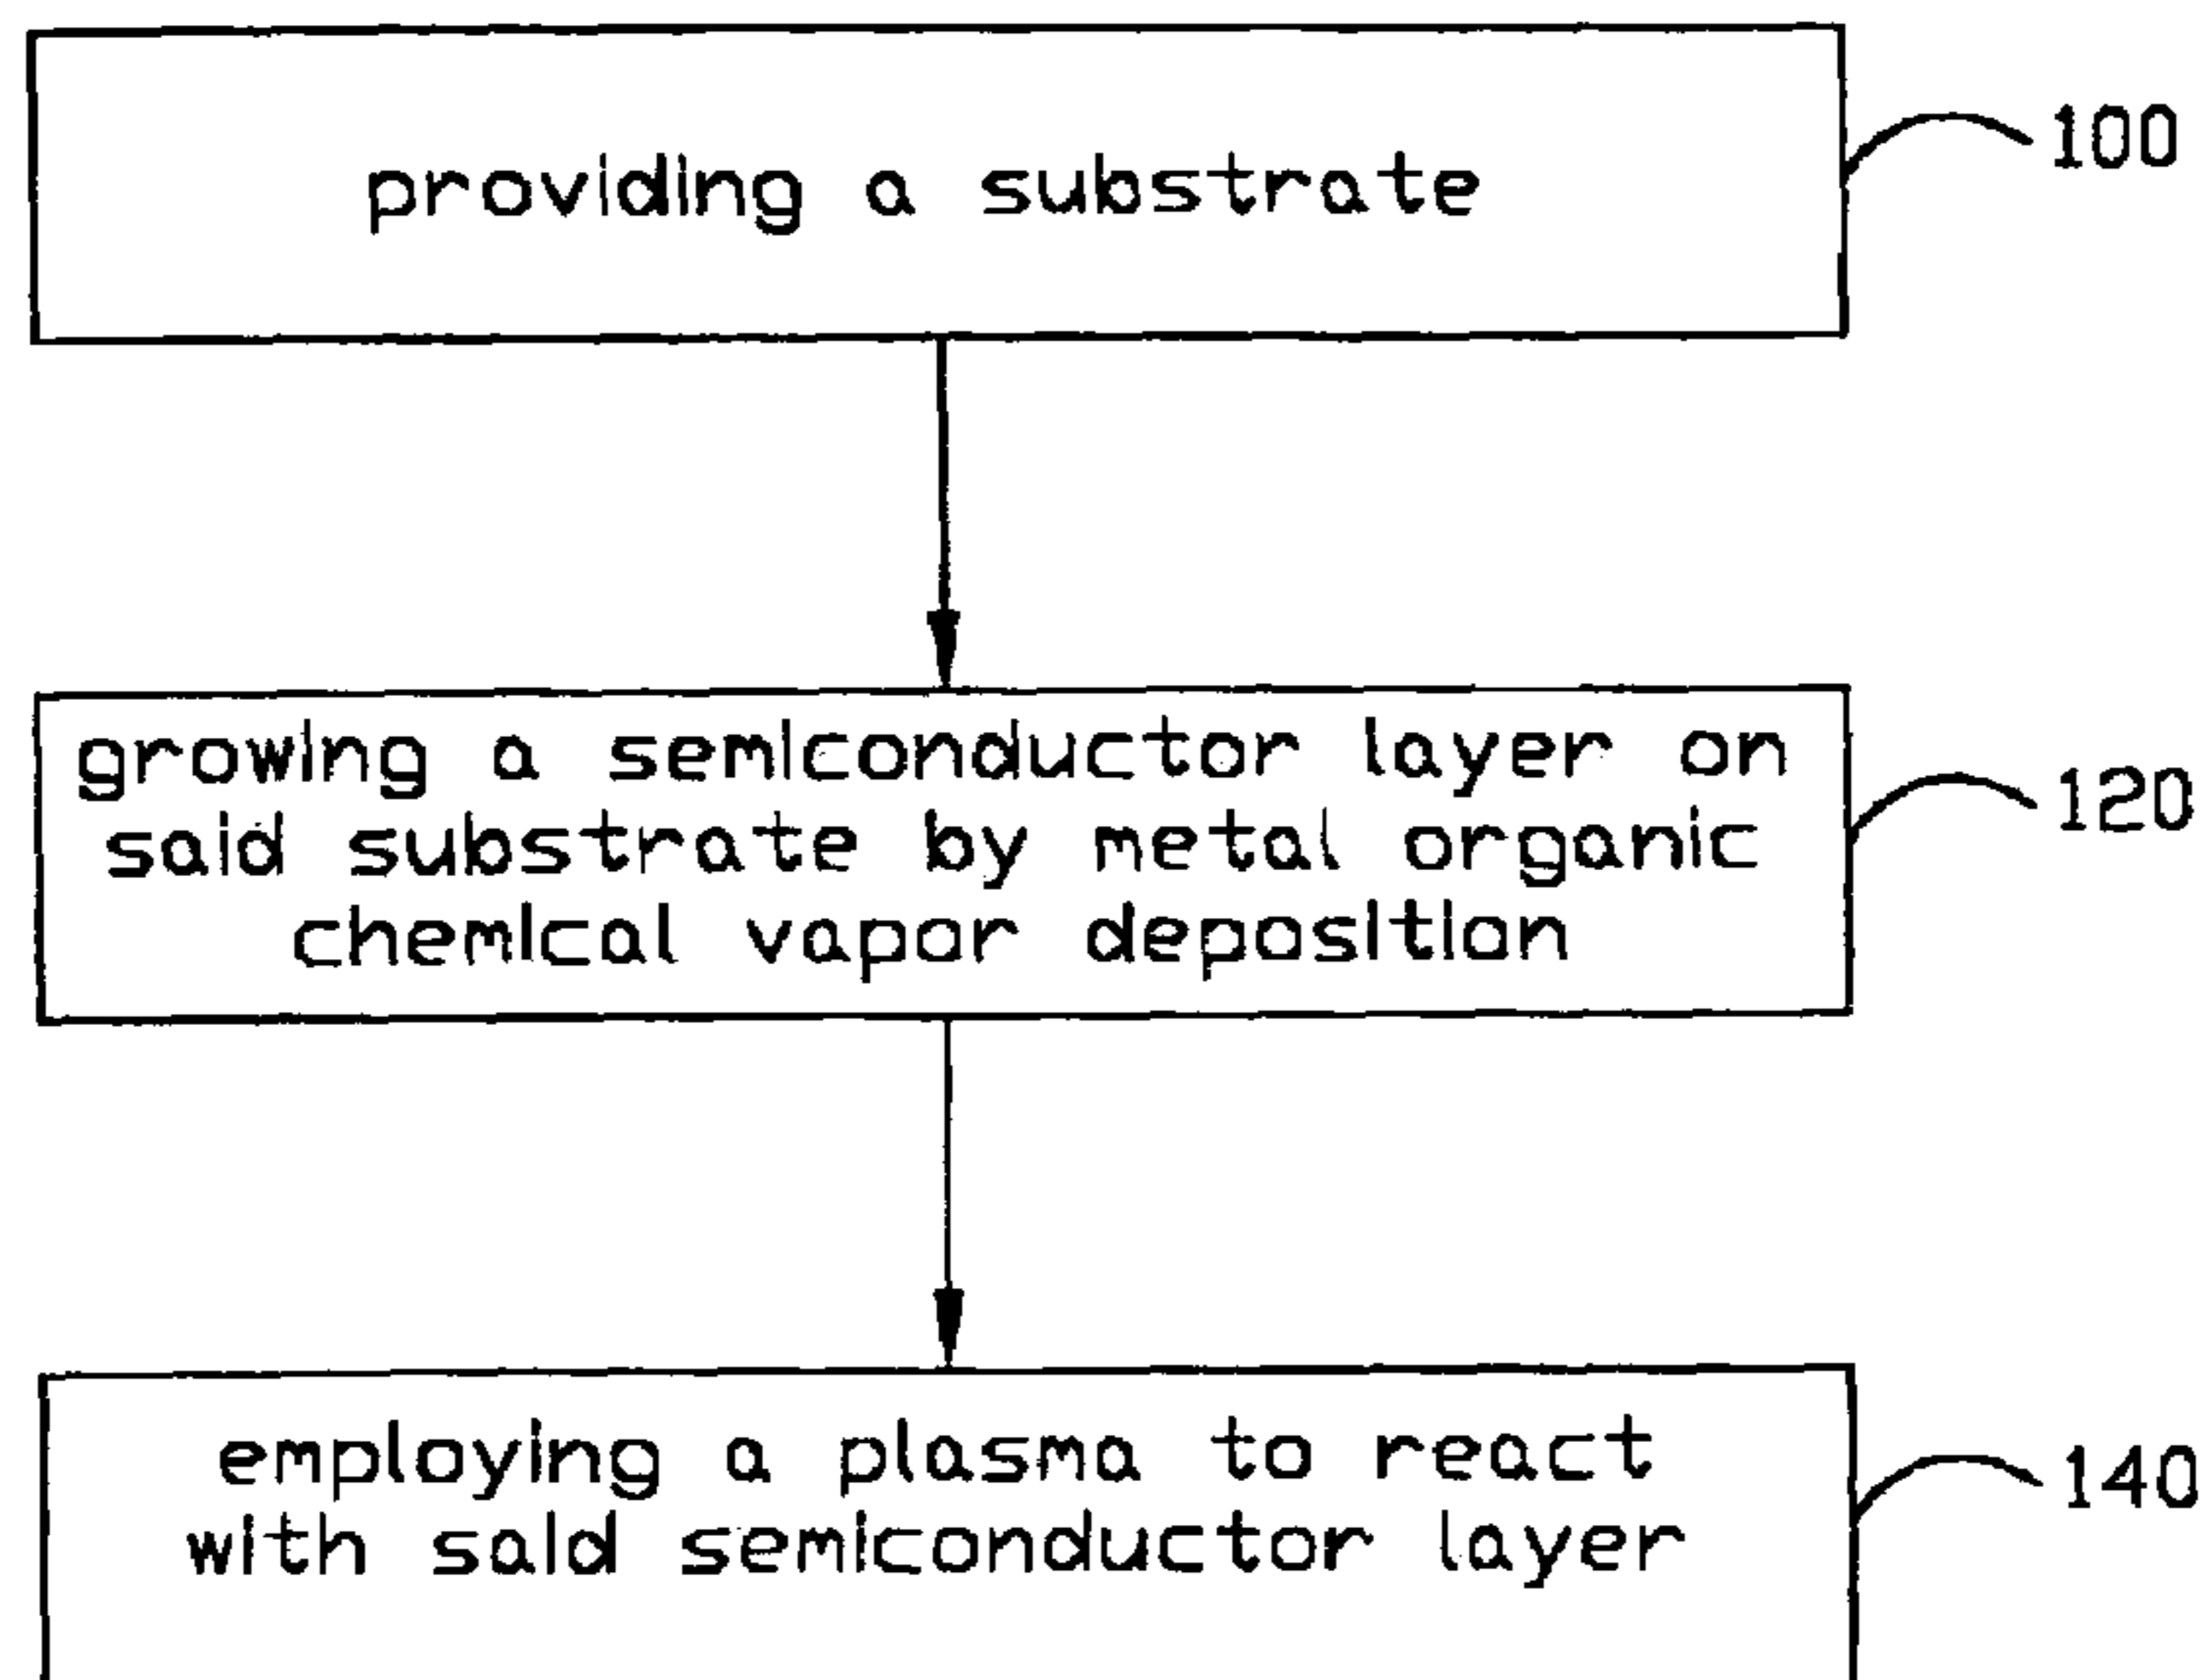 providing a substrate
100
growing a semiconductor layer on
said substrate by metal organic
chemical vapor deposition
120
employing a plasma to react
with said semiconductor layer
140